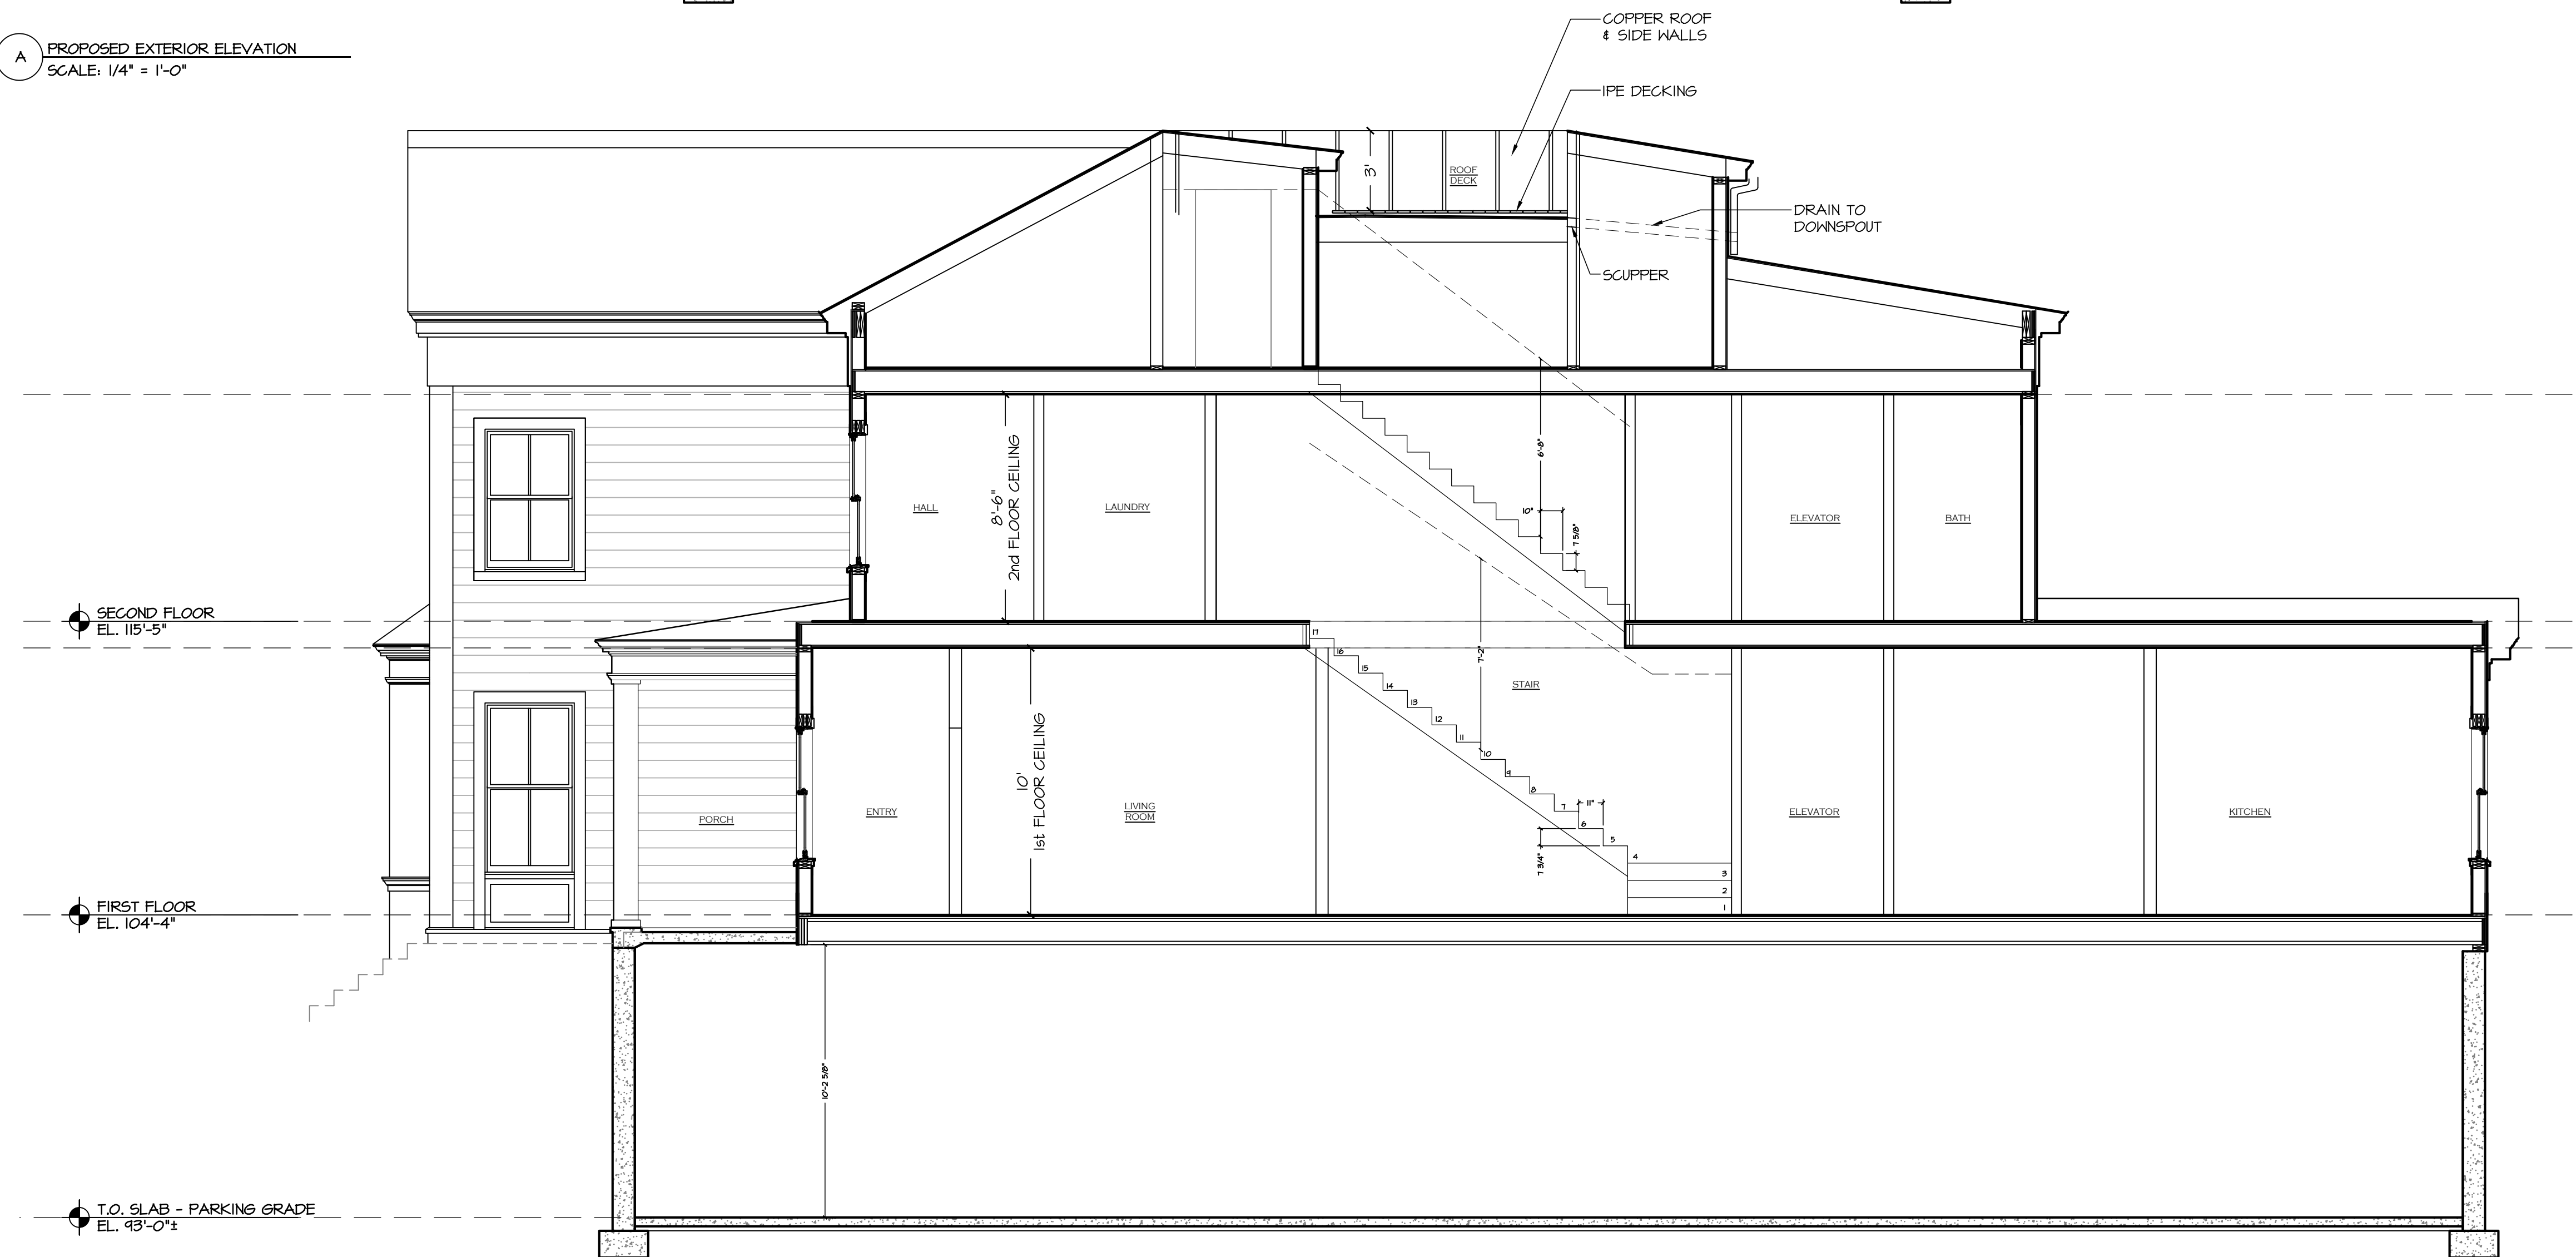 COPPER ROOF
& SIDE WALLS
A
PROPOSED EXTERIOR ELEVATION
SCALE: 1/4" = 1'-0"
IPE DECKING
3'
ROOF
DECK
DRAIN TO
DOWNSPOUT
SCUPPER
8'-6"
2nd FLOOR CEILING
6'-8"
HALL
LAUNDRY
10"
7 5/8"
ELEVATOR
BATH
SECOND FLOOR
EL. 115'-5"
17
16
15
14
13
12
11
10
9
8
7
6
5
4
3
2
1
7'-2"
STAIR
10'
1st FLOOR CEILING
11"
7 3/4"
PORCH
ENTRY
LIVING
ROOM
ELEVATOR
KITCHEN
FIRST FLOOR
EL. 104'-4"
10'-2 5/8"
T.O. SLAB - PARKING GRADE
EL. 93'-0"±